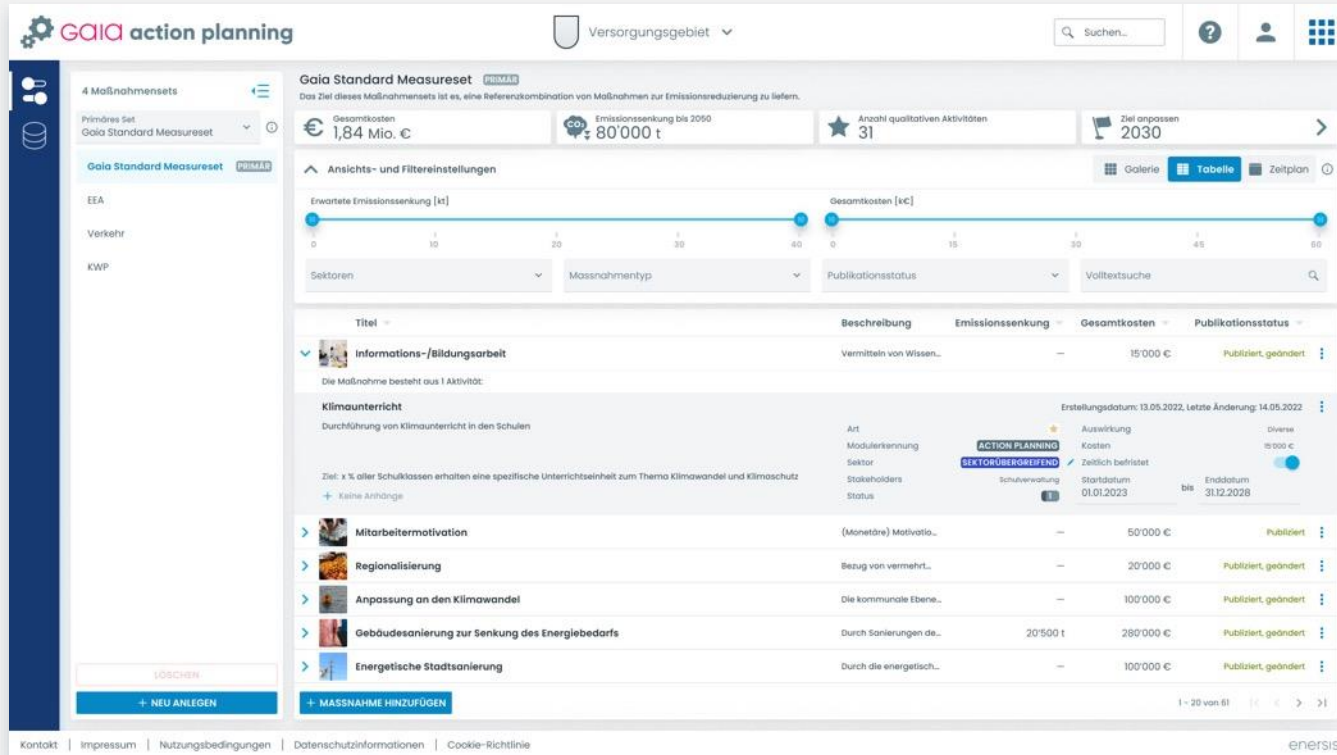 Gaia action planning
Versorgungsgebiet
Suchen...
4 Maßnahmensets
Primäres Set
Gaia Standard Measureset
Gaia Standard Measureset PRIMÄR
EEA
Verkehr
KWP
LÖSCHEN
+ NEU ANLEGEN
Gaia Standard Measureset PRIMÄR
Das Ziel dieses Maßnahmensets ist es, eine Referenzkombination von Maßnahmen zur Emissionsreduzierung zu liefern.
Gesamtkosten
1,84 Mio. €
CO₂
Emissionssenkung bis 2050
80'000 t
Anzahl qualitativen Aktivitäten
31
Ziel anpassen
2030
Ansichts- und Filtereinstellungen
Galerie Tabelle Zeitplan
Erwartete Emissionssenkung [kt]
0 10 20 30 40
Gesamtkosten [k€]
0 15 30 45 60
Sektoren Massnahmentyp Publikationsstatus Volltextsuche
Titel Beschreibung Emissionssenkung Gesamtkosten Publikationsstatus
Informations-/Bildungsarbeit Vermitteln von Wissen... — 15'000 € Publiziert, geändert
Die Maßnahme besteht aus 1 Aktivität:
Klimaunterricht Erstellungsdatum: 13.05.2022, Letzte Änderung: 14.05.2022
Durchführung von Klimaunterricht in den Schulen
Ziel: x % aller Schulklassen erhalten eine spezifische Unterrichtseinheit zum Thema Klimawandel und Klimaschutz
+ Keine Anhänge
Art
Modulerkennung ACTION PLANNING
Sektor SEKTORÜBERGREIFEND
Stakeholders Schulverwaltung
Status 1
Auswirkung Diverse
Kosten 15'000 €
Zeitlich befristet
Startdatum bis Enddatum
01.01.2023 31.12.2028
Mitarbeitermotivation (Monetäre) Motivatio... — 50'000 € Publiziert
Regionalisierung Bezug von vermehrt... — 20'000 € Publiziert, geändert
Anpassung an den Klimawandel Die kommunale Ebene... — 100'000 € Publiziert, geändert
Gebäudesanierung zur Senkung des Energiebedarfs Durch Sanierungen de... 20'500 t 280'000 € Publiziert, geändert
Energetische Stadtsanierung Durch die energetisch... — 100'000 € Publiziert, geändert
+ MASSNAHME HINZUFÜGEN
1 - 20 von 61
Kontakt | Impressum | Nutzungsbedingungen | Datenschutzinformationen | Cookie-Richtlinie
enersis